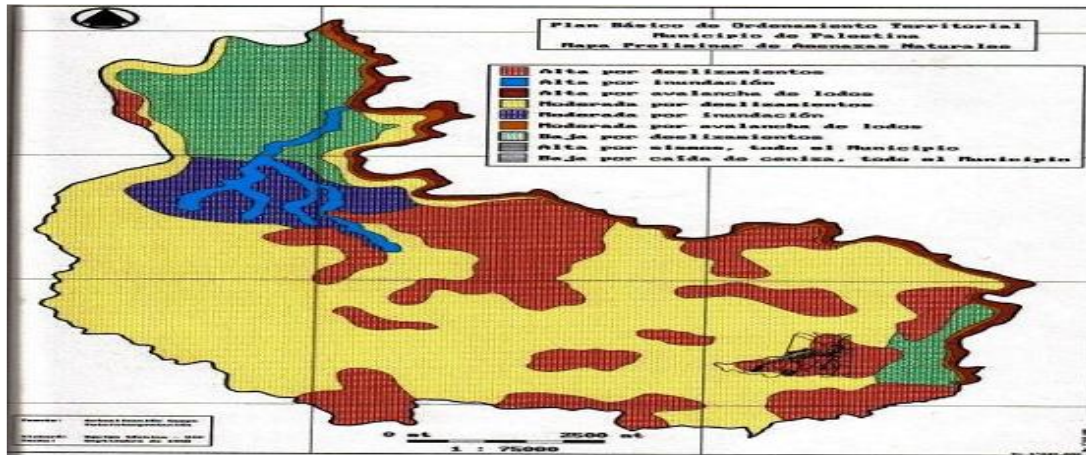 Plan Básico de Ordenamiento Territorial
Municipio de Palestina
Mapa Preliminar de Amenazas Naturales
Alta por deslizamientos
Alta por inundación
Alta por avalancha de lodos
Moderada por deslizamientos
Moderada por inundación
Moderada por avalancha de lodos
Baja por deslizamientos
Alta por sismos, todo el Municipio
Baja por caída de ceniza, todo el Municipio
Fuente:
0 mt 2500 mt
1 : 75000